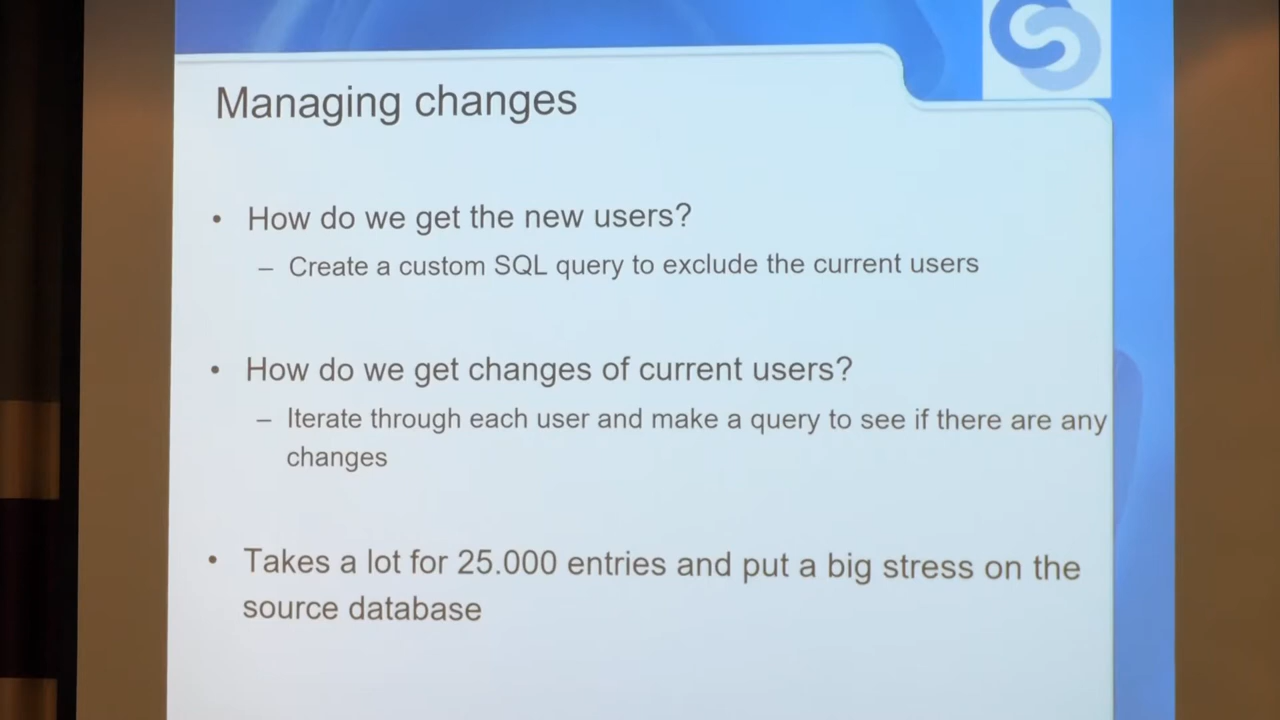 Managing changes
• How do we get the new users?
– Create a custom SQL query to exclude the current users
• How do we get changes of current users?
– Iterate through each user and make a query to see if there are any
changes
• Takes a lot for 25.000 entries and put a big stress on the
source database